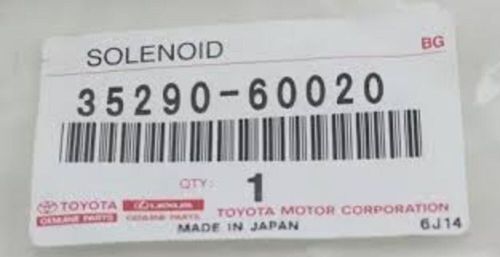 SOLENOID BG
35290-60020
QTY: 1
TOYOTA LEXUS
GENUINE PARTS GENUINE PARTS TOYOTA MOTOR CORPORATION
MADE IN JAPAN 6J14